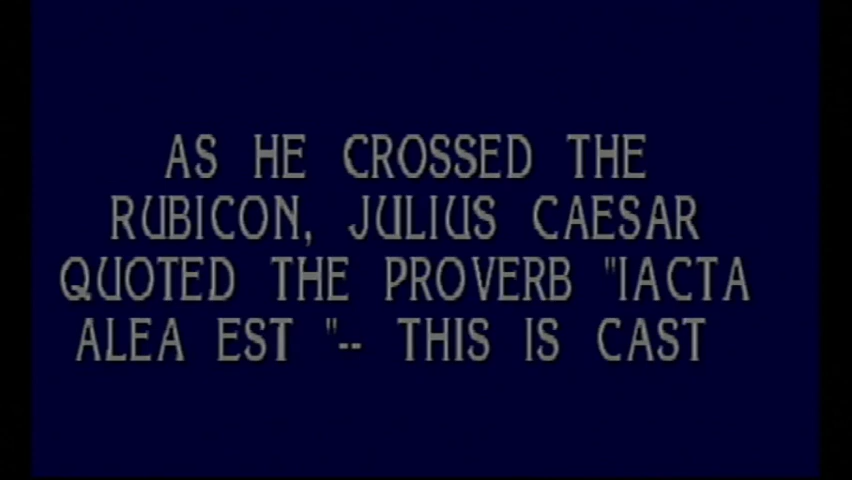 AS HE CROSSED THE
RUBICON, JULIUS CAESAR
QUOTED THE PROVERB "IACTA
ALEA EST "-- THIS IS CAST